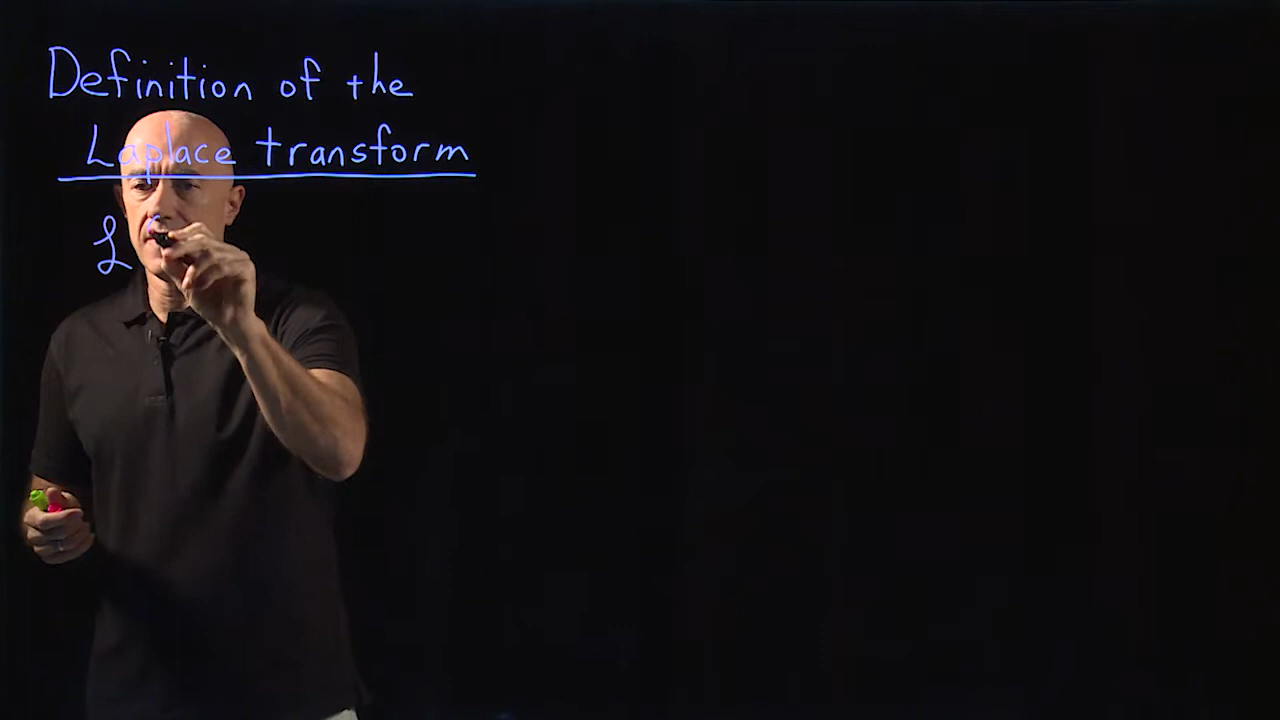 Definition of the
Laplace transform
ℒ